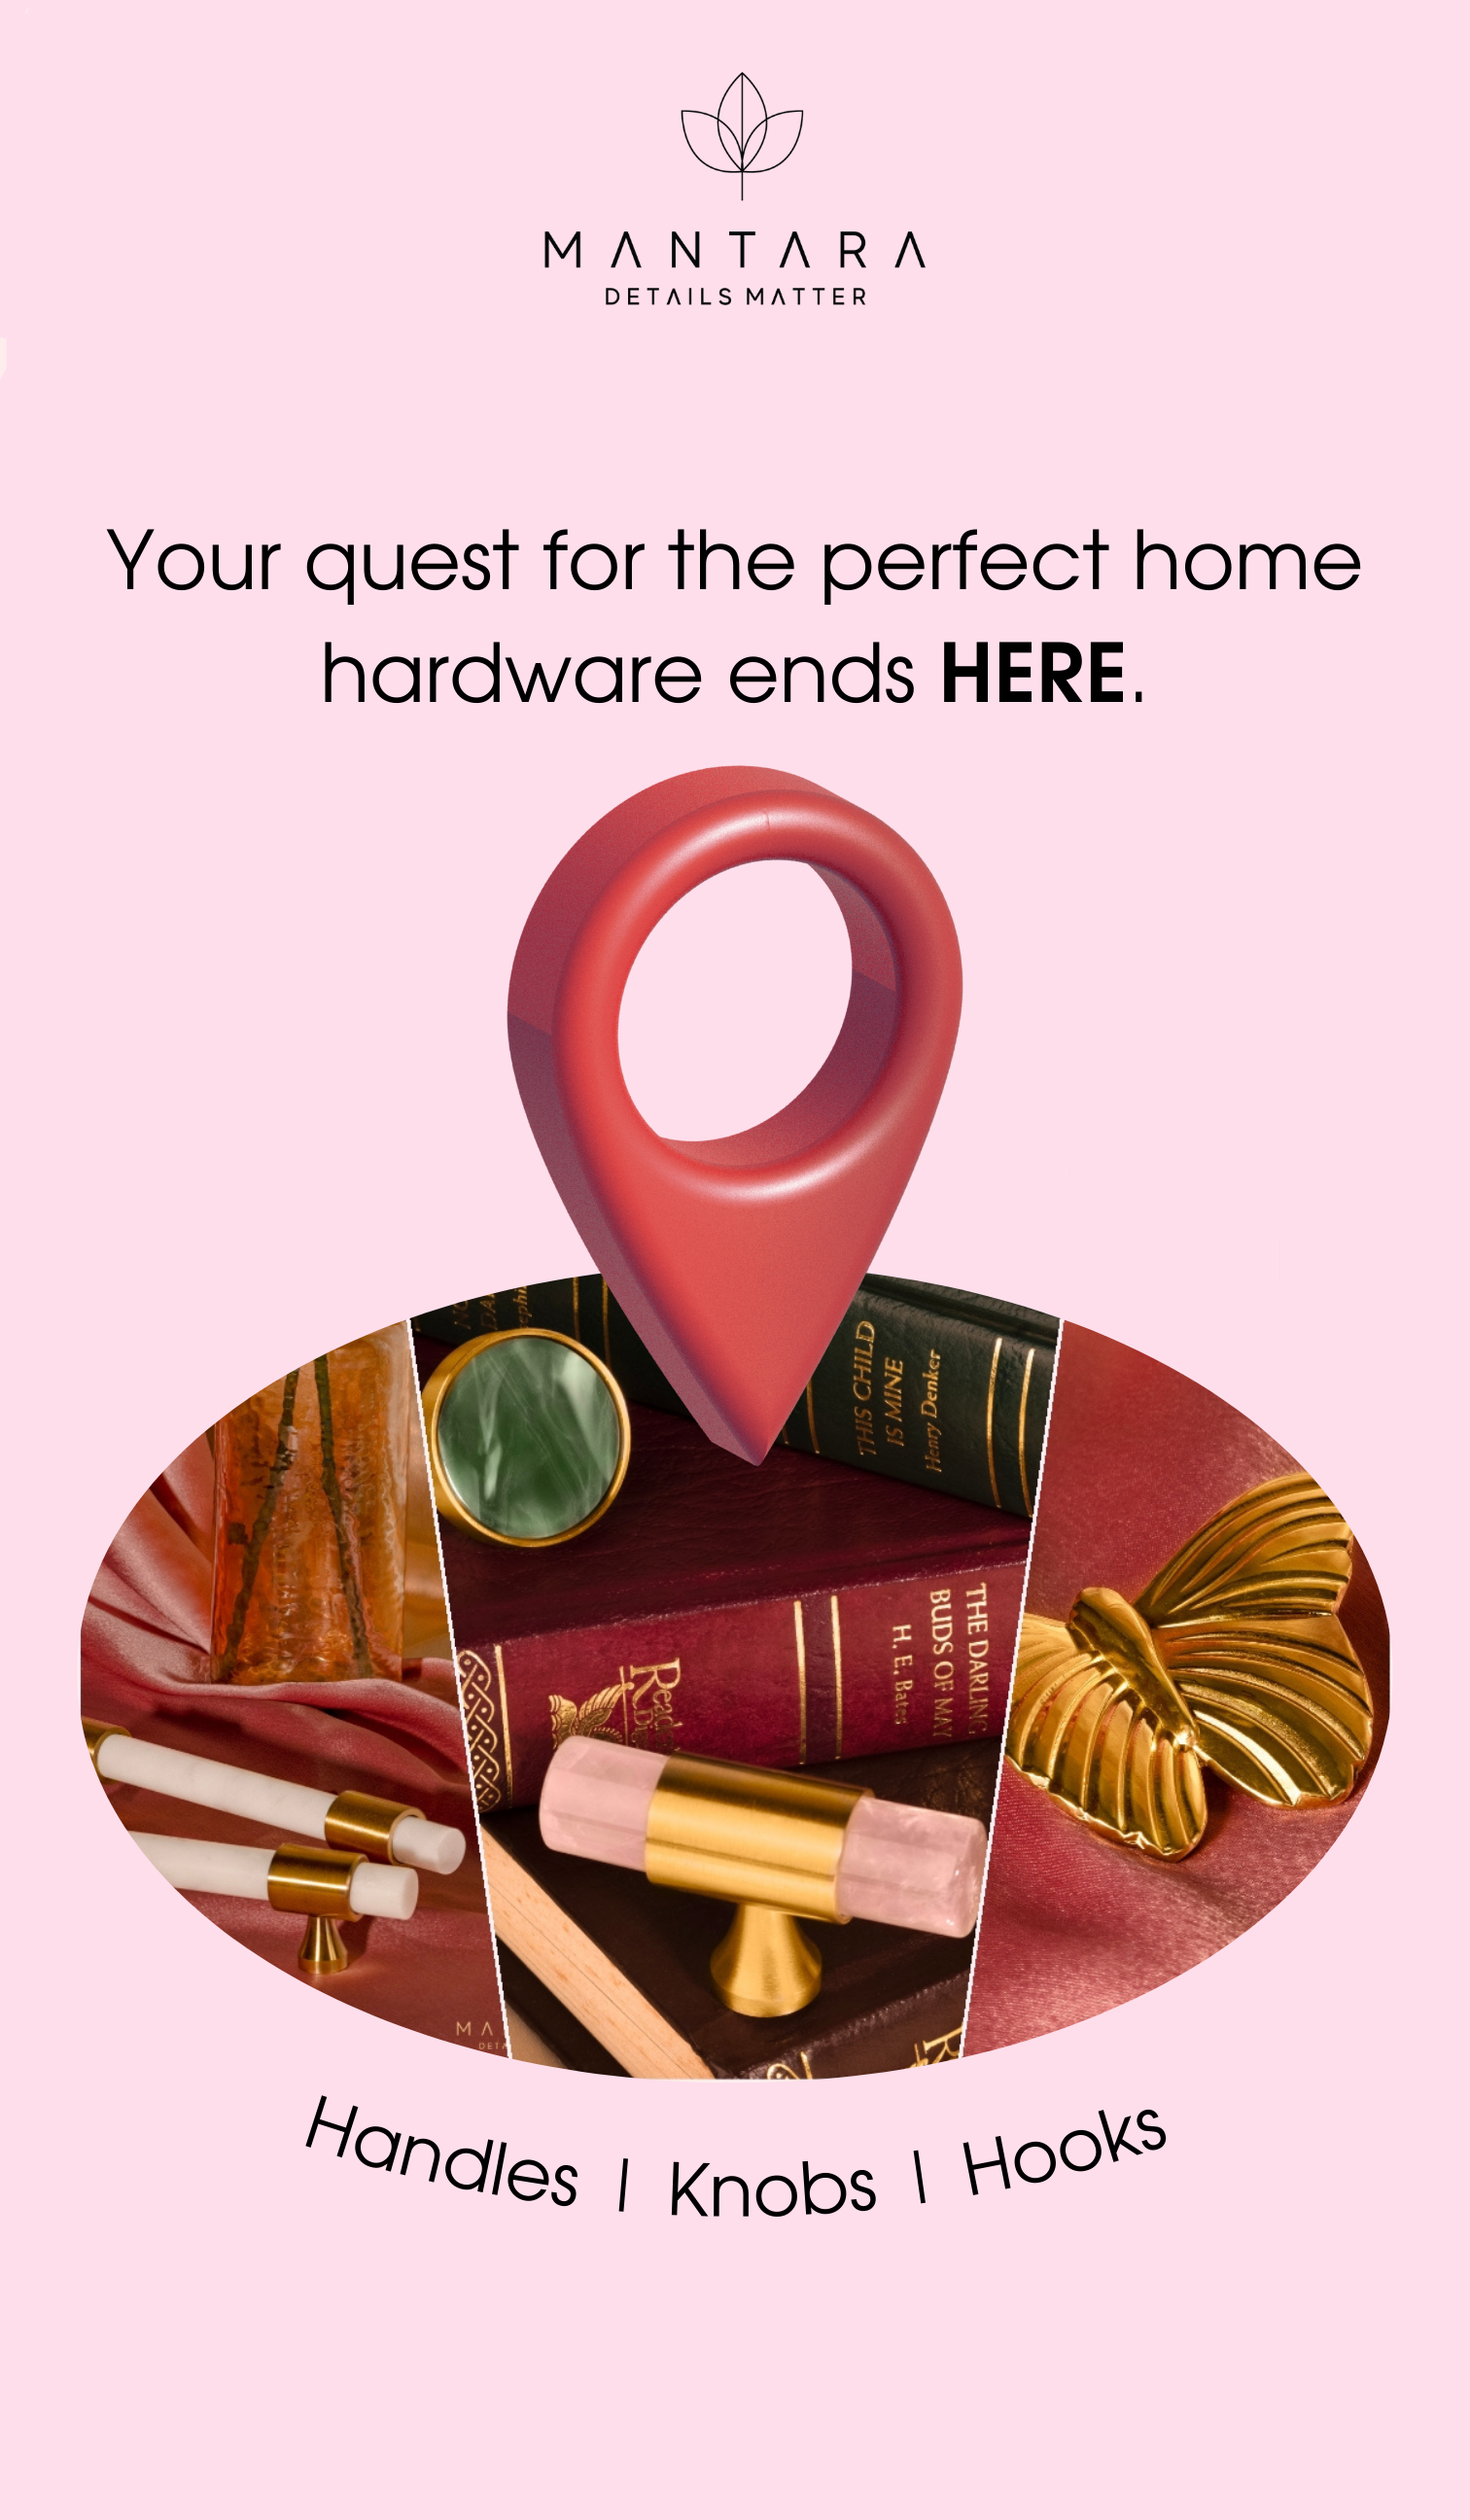 MANTARA
DETAILS MATTER
Your quest for the perfect home
hardware ends HERE.
THIS CHILD
IS MINE
Henry Denker
THE DARLING
BUDS OF MAY
H. E. Bates
Handles | Knobs | Hooks